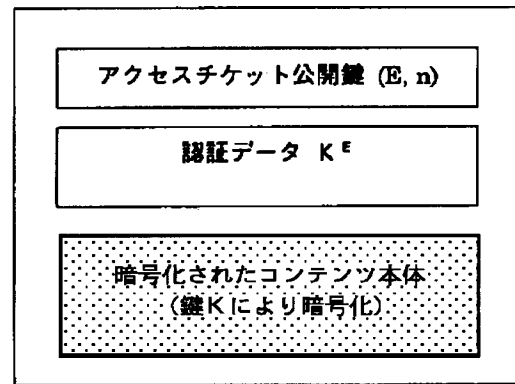 アクセスチケット公開鍵 (E, n)
認証データ K^E
暗号化されたコンテンツ本体
(鍵Kにより暗号化)